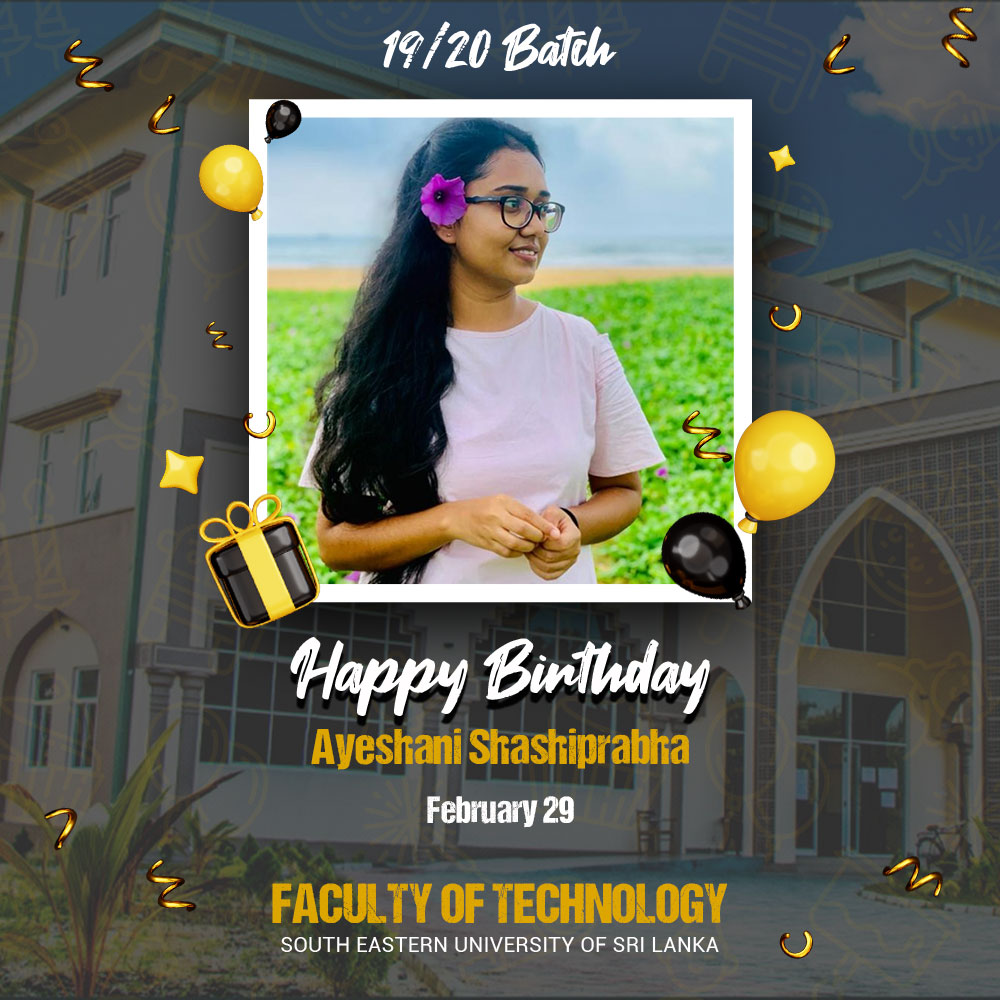 19/20 Batch
Happy Birthday
Ayeshani Shashiprabha
February 29
FACULTY OF TECHNOLOGY
SOUTH EASTERN UNIVERSITY OF SRI LANKA